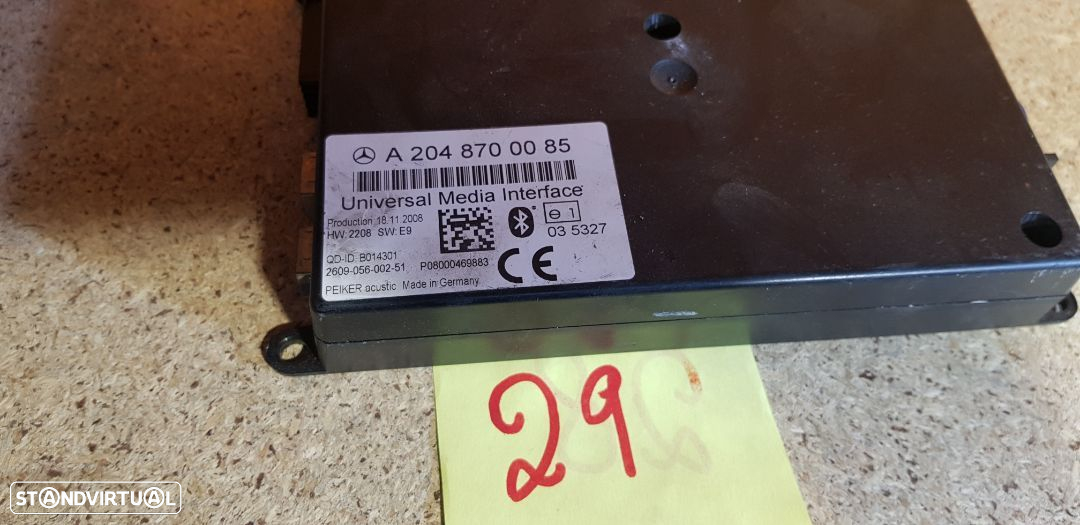 A 204 870 00 85
Universal Media Interface
Production 18.11.2008
HW: 2208 SW: E9
1
03 5327
QD-ID: B014301
2609-056-002-51 P08000469883
CE
PEIKER acustic Made in Germany
29
STANDVIRTUAL